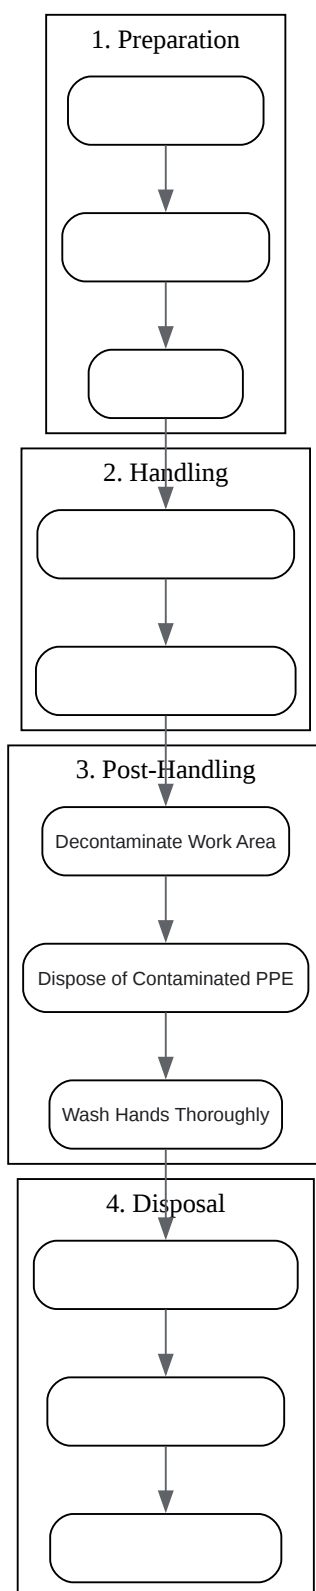 1. Preparation
2. Handling
3. Post-Handling
Decontaminate Work Area
Dispose of Contaminated PPE
Wash Hands Thoroughly
4. Disposal